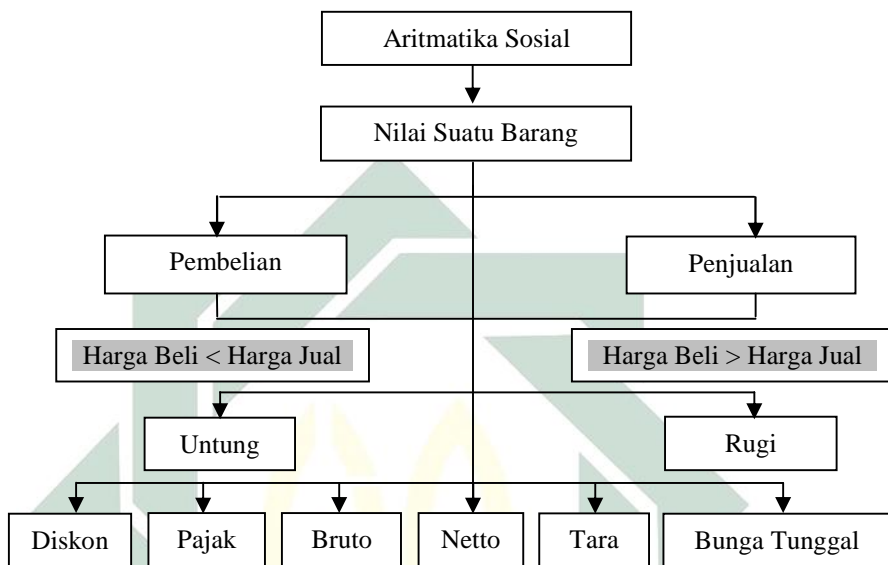 Aritmatika Sosial
Nilai Suatu Barang
Pembelian
Penjualan
Harga Beli < Harga Jual
Harga Beli > Harga Jual
Untung
Rugi
Diskon
Pajak
Bruto
Netto
Tara
Bunga Tunggal